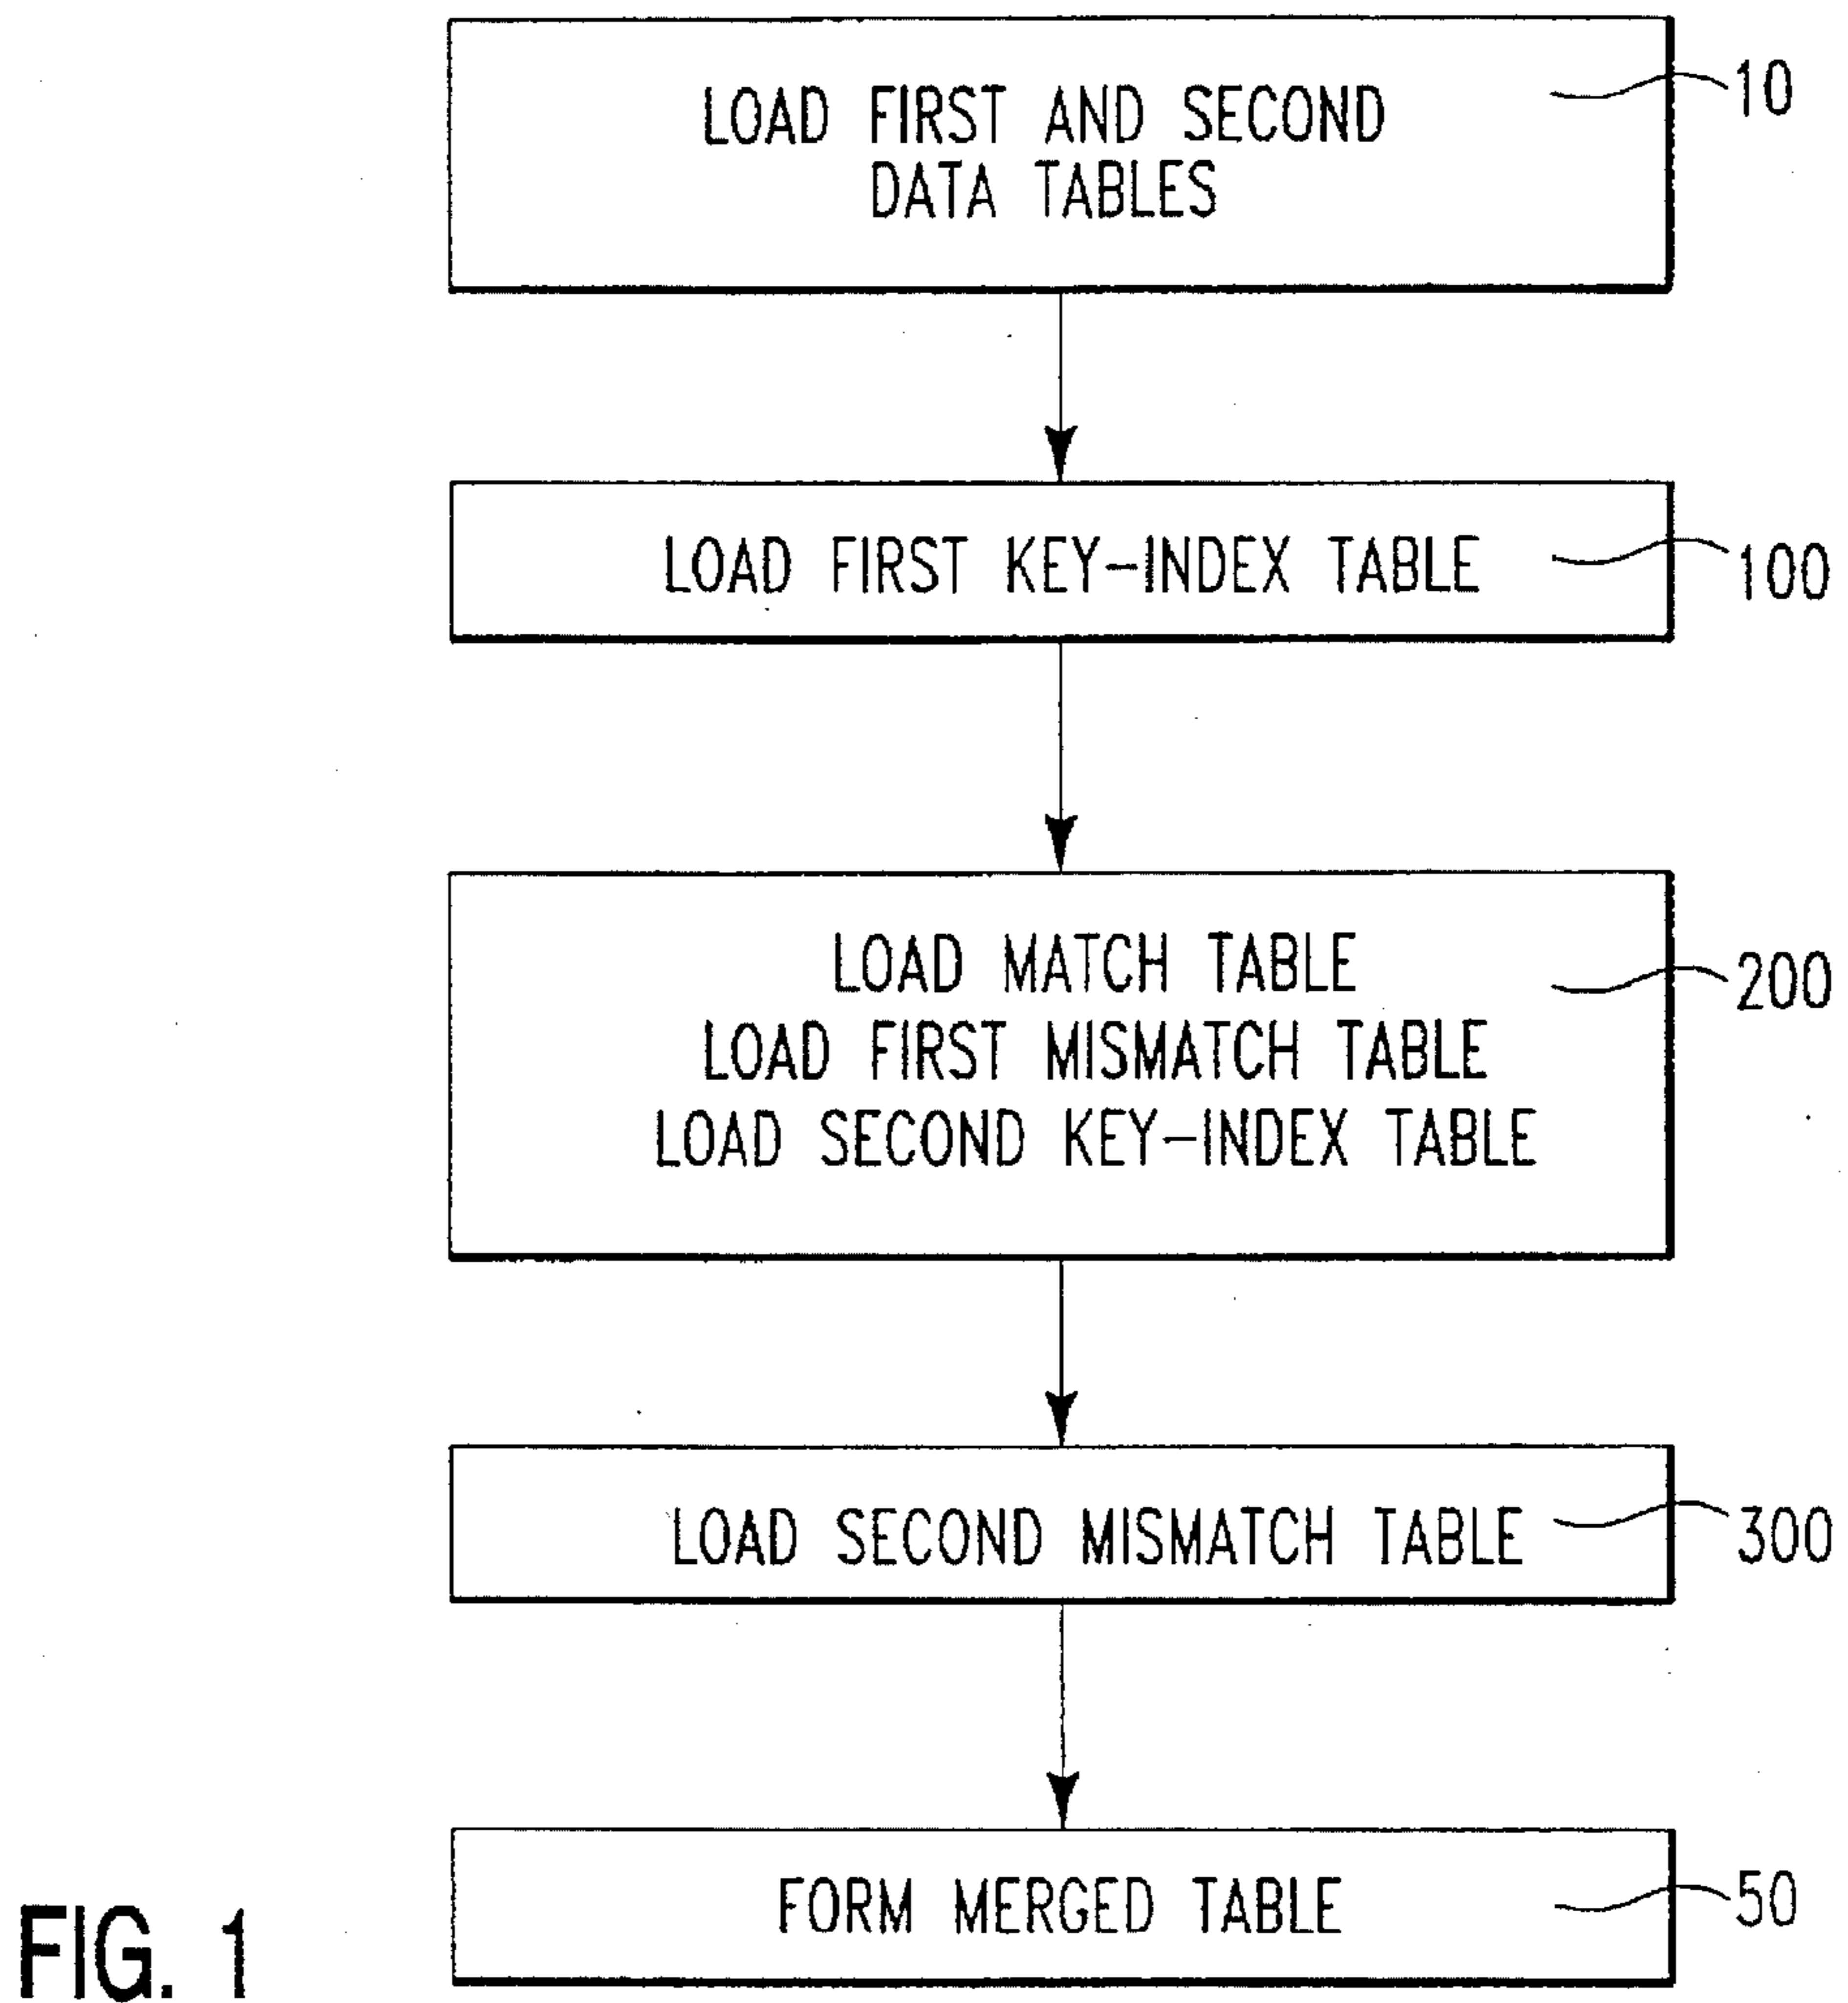 LOAD FIRST AND SECOND
DATA TABLES
10
LOAD FIRST KEY-INDEX TABLE
100
LOAD MATCH TABLE
LOAD FIRST MISMATCH TABLE
LOAD SECOND KEY-INDEX TABLE
200
LOAD SECOND MISMATCH TABLE
300
FORM MERGED TABLE
50
FIG. 1